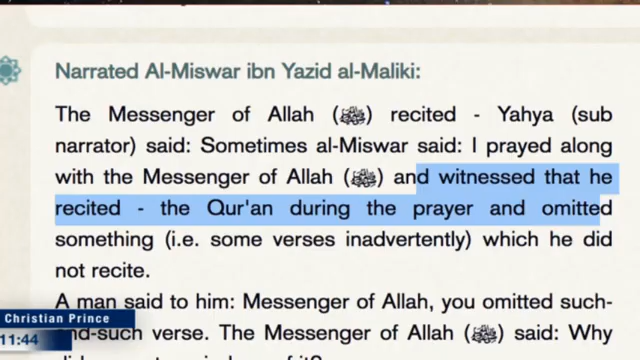 Narrated Al-Miswar ibn Yazid al-Maliki:
The Messenger of Allah (ﷺ) recited - Yahya (sub
narrator) said: Sometimes al-Miswar said: I prayed along
with the Messenger of Allah (ﷺ) and witnessed that he
recited - the Qur'an during the prayer and omitted
something (i.e. some verses inadvertently) which he did
not recite.
A man said to him: Messenger of Allah, you omitted such-
and-such verse. The Messenger of Allah (ﷺ) said: Why
Christian Prince
11:44